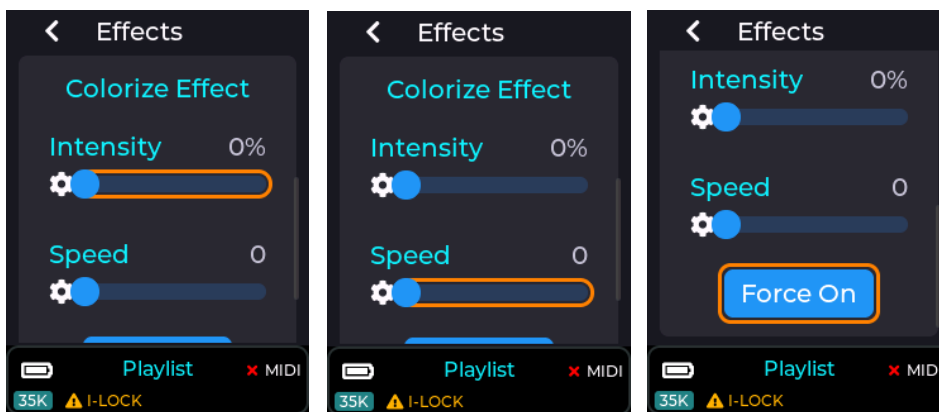 Effects
Colorize Effect
Intensity 0%
Speed 0
Playlist
MIDI
35K
I-LOCK
Effects
Colorize Effect
Intensity 0%
Speed 0
Playlist
MIDI
35K
I-LOCK
Effects
Intensity 0%
Speed 0
Force On
Playlist
MID
35K
I-LOCK